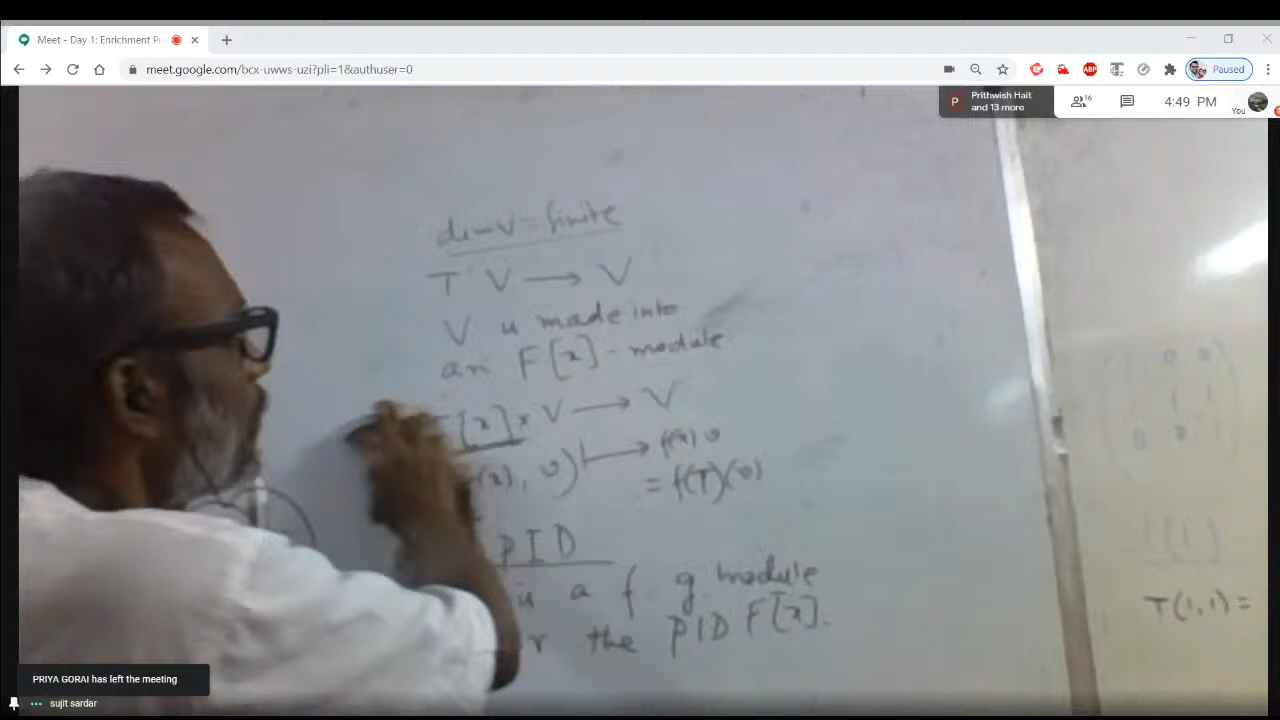 Meet - Day 1: Enrichment Pr
meet.google.com/bcx-uwws-uzi?pli=1&authuser=0
ABP
Paused
P Prithwish Hait and 13 more
16
4:49 PM
You
dim V = finite
T: V → V
V is made into
an F[x]-module
[x] × V → V
(x), v) ↦ f(x) v
= f(T)(v)
PID
is a f. g. module
the PID F[x].
T(1,1) =
PRIYA GORAI has left the meeting
sujit sardar